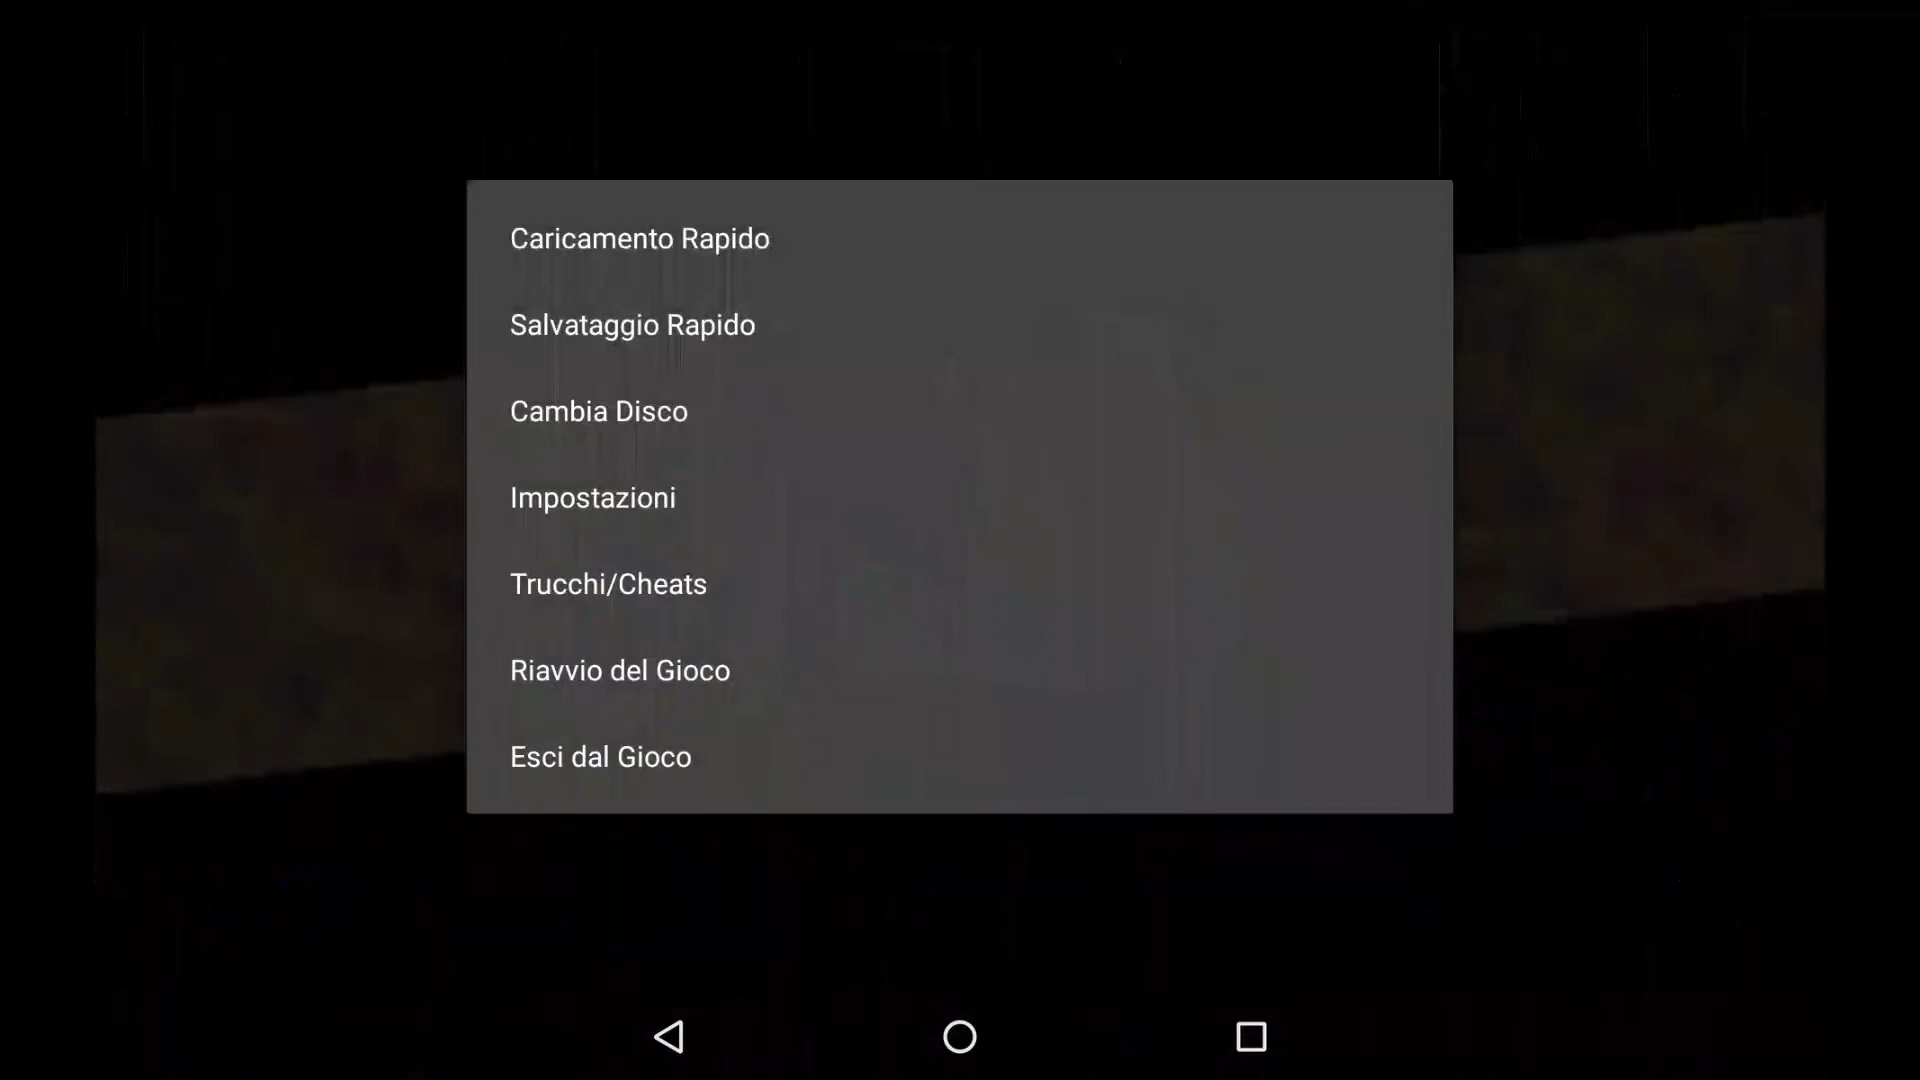 Caricamento Rapido
Salvataggio Rapido
Cambia Disco
Impostazioni
Trucchi/Cheats
Riavvio del Gioco
Esci dal Gioco